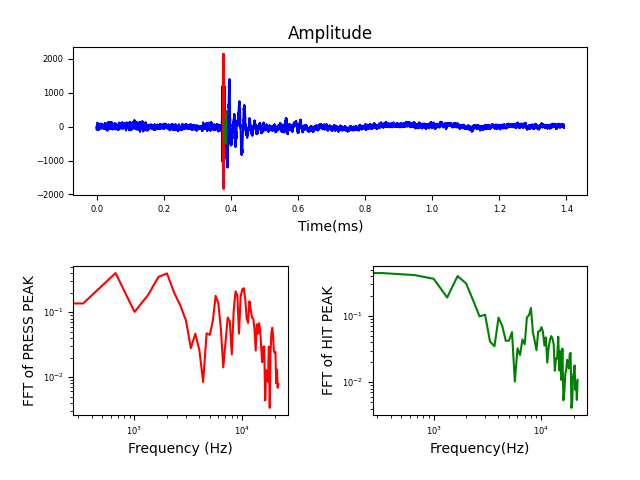 Amplitude
2000
1000
0
−1000
−2000
0.0 0.2 0.4 0.6 0.8 1.0 1.2 1.4
Time(ms)
FFT of PRESS PEAK
10⁻¹
10⁻²
10³ 10⁴
Frequency (Hz)
FFT of HIT PEAK
10⁻¹
10⁻²
10³ 10⁴
Frequency(Hz)